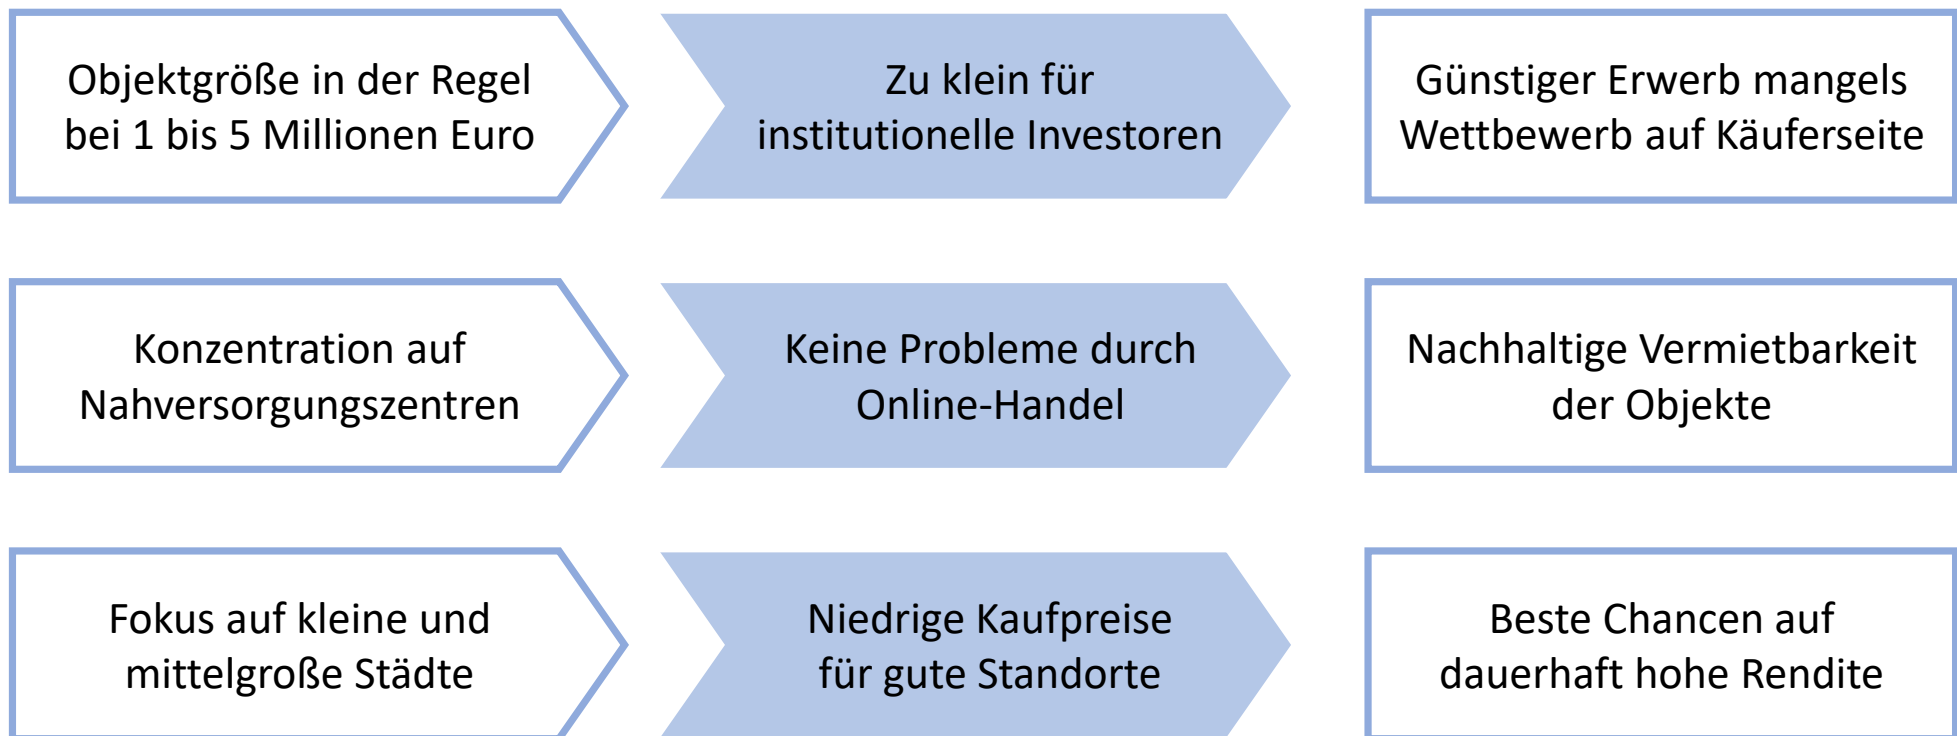 Objektgröße in der Regel
bei 1 bis 5 Millionen Euro
Zu klein für
institutionelle Investoren
Günstiger Erwerb mangels
Wettbewerb auf Käuferseite
Konzentration auf
Nahversorgungszentren
Keine Probleme durch
Online-Handel
Nachhaltige Vermietbarkeit
der Objekte
Fokus auf kleine und
mittelgroße Städte
Niedrige Kaufpreise
für gute Standorte
Beste Chancen auf
dauerhaft hohe Rendite